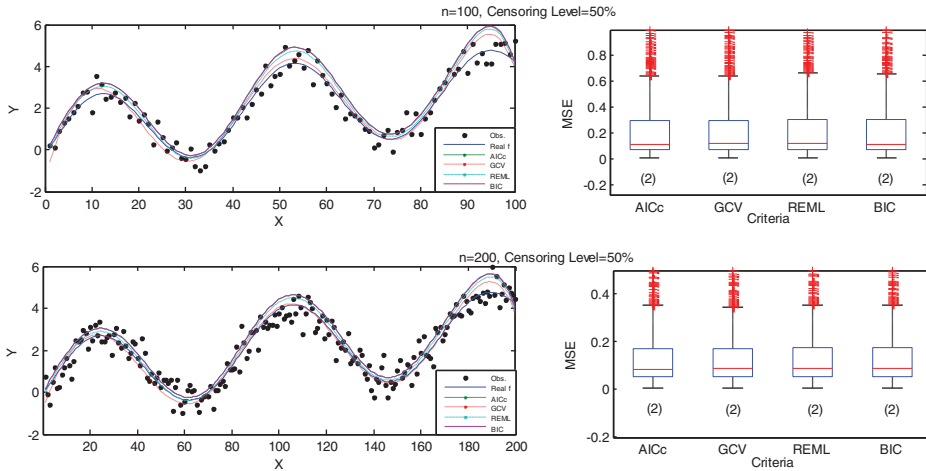 n=100, Censoring Level=50%
6
4
2
0
-2
Y
0 10 20 30 40 50 60 70 80 90 100
X
Obs.
Real f
AICc
GCV
REML
BIC
0.8
0.6
0.4
0.2
0
-0.2
MSE
(2) (2) (2) (2)
AICc GCV REML BIC
Criteria
n=200, Censoring Level=50%
6
4
2
0
-2
Y
20 40 60 80 100 120 140 160 180 200
X
Obs.
Real f
AICc
GCV
REML
BIC
0.4
0.2
0
-0.2
MSE
(2) (2) (2) (2)
AICc GCV REML BIC
Criteria